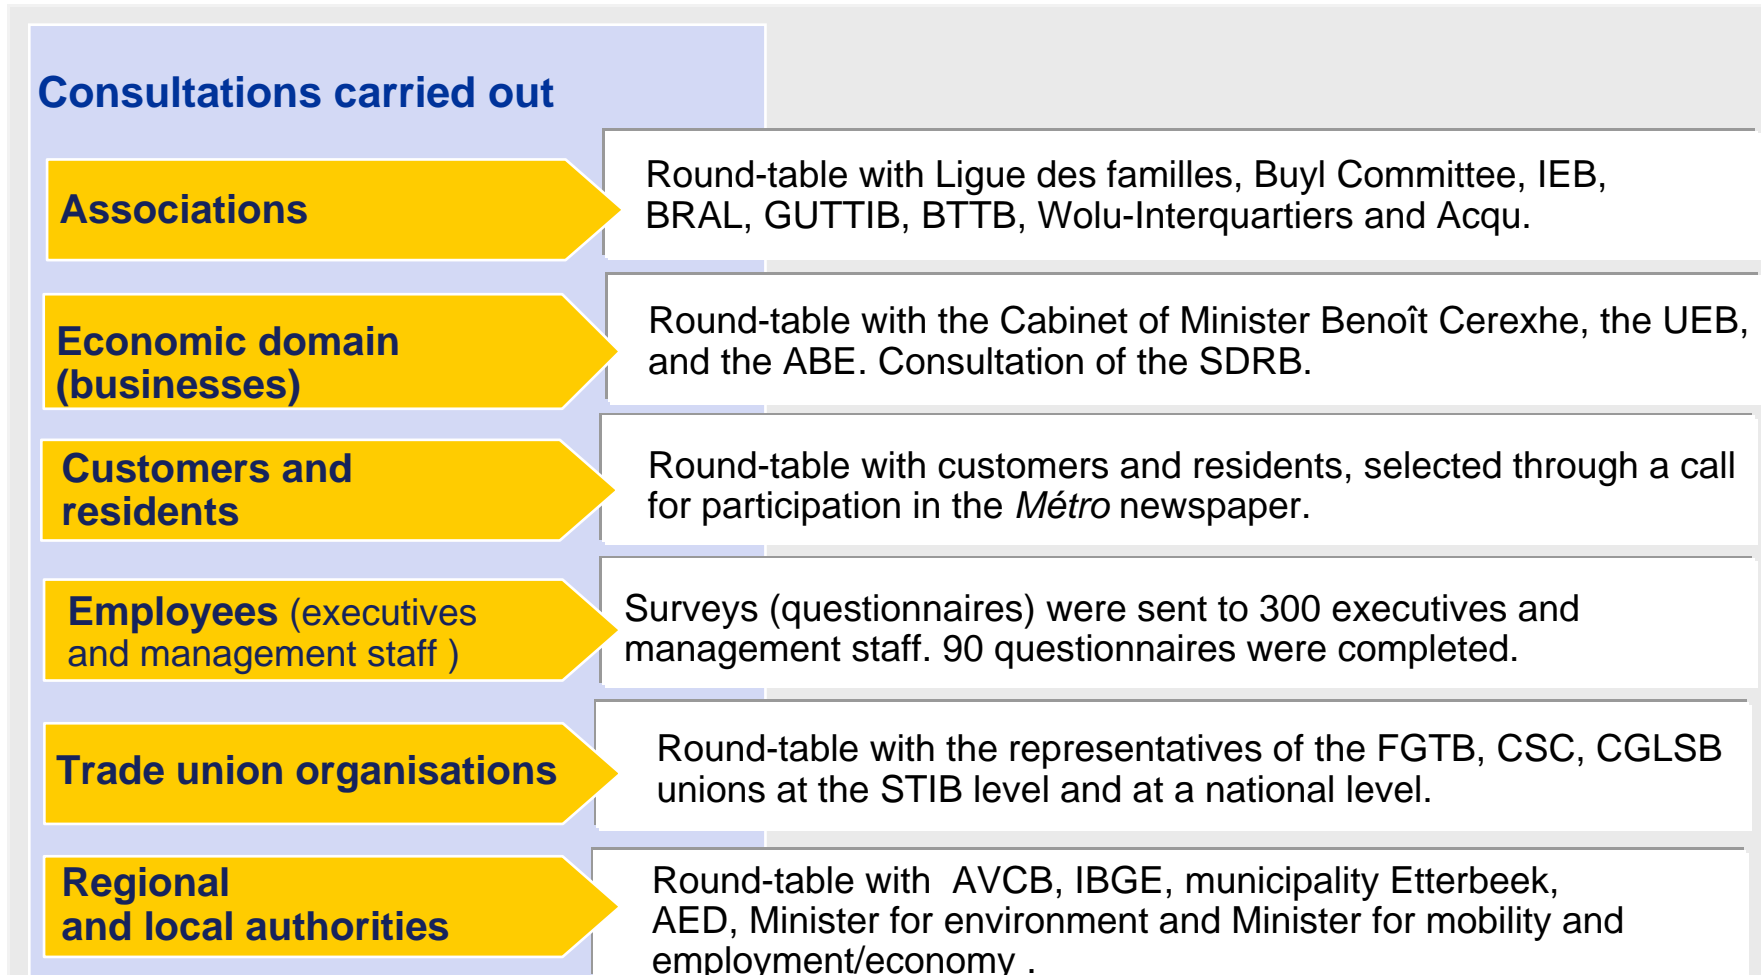 Consultations carried out
Associations
Round-table with Ligue des familles, Buyl Committee, IEB,
BRAL, GUTTIB, BTTB, Wolu-Interquartiers and Acqu.
Economic domain
(businesses)
Round-table with the Cabinet of Minister Benoît Cerexhe, the UEB,
and the ABE. Consultation of the SDRB.
Customers and
residents
Round-table with customers and residents, selected through a call
for participation in the Métro newspaper.
Employees (executives
and management staff )
Surveys (questionnaires) were sent to 300 executives and
management staff. 90 questionnaires were completed.
Trade union organisations
Round-table with the representatives of the FGTB, CSC, CGLSB
unions at the STIB level and at a national level.
Regional
and local authorities
Round-table with AVCB, IBGE, municipality Etterbeek,
AED, Minister for environment and Minister for mobility and
employment/economy .